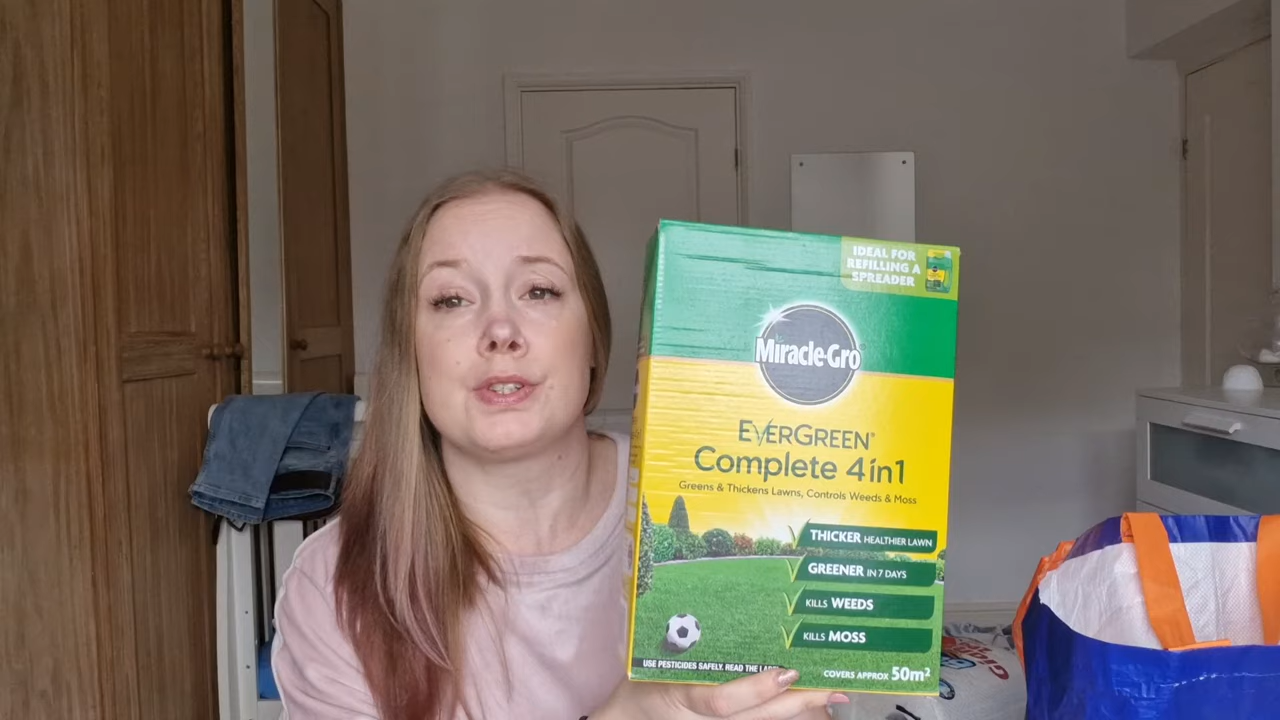 IDEAL FOR
REFILLING A
SPREADER
Miracle-Gro
EVERGREEN®
Complete 4in1
Greens & Thickens Lawns, Controls Weeds & Moss
THICKER HEALTHIER LAWN
GREENER IN 7 DAYS
KILLS WEEDS
KILLS MOSS
USE PESTICIDES SAFELY. READ THE
COVERS APPROX 50m²